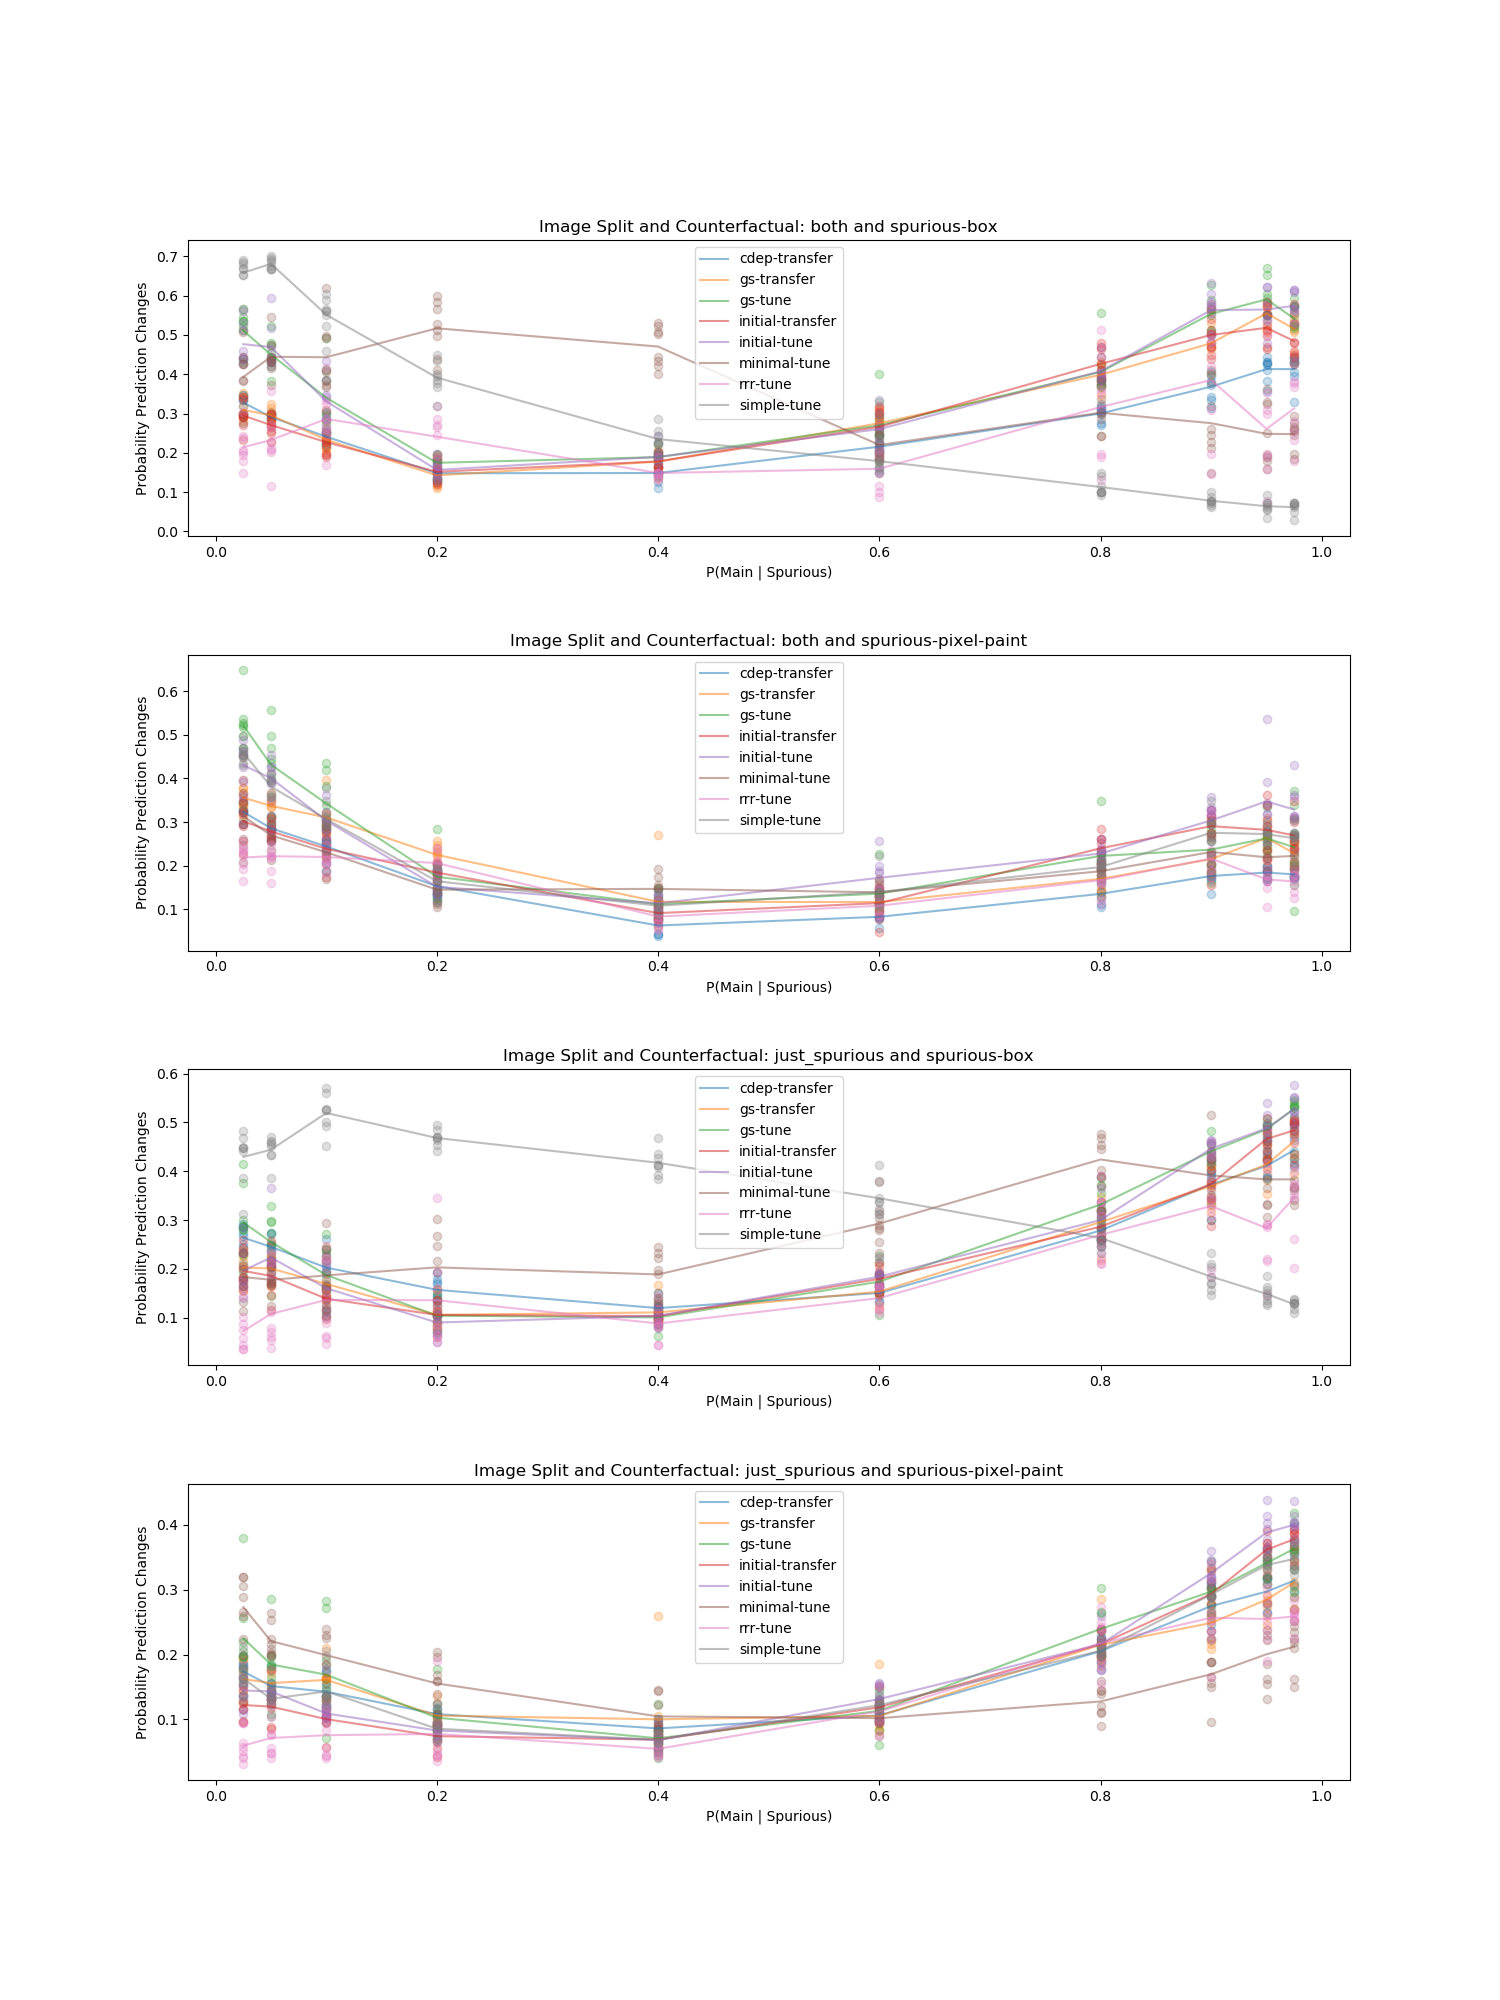 Image Split and Counterfactual: both and spurious-box
Probability Prediction Changes
0.7
0.6
0.5
0.4
0.3
0.2
0.1
0.0
cdep-transfer
gs-transfer
gs-tune
initial-transfer
initial-tune
minimal-tune
rrr-tune
simple-tune
0.0 0.2 0.4 0.6 0.8 1.0
P(Main | Spurious)
Image Split and Counterfactual: both and spurious-pixel-paint
Probability Prediction Changes
0.6
0.5
0.4
0.3
0.2
0.1
cdep-transfer
gs-transfer
gs-tune
initial-transfer
initial-tune
minimal-tune
rrr-tune
simple-tune
0.0 0.2 0.4 0.6 0.8 1.0
P(Main | Spurious)
Image Split and Counterfactual: just_spurious and spurious-box
Probability Prediction Changes
0.6
0.5
0.4
0.3
0.2
0.1
cdep-transfer
gs-transfer
gs-tune
initial-transfer
initial-tune
minimal-tune
rrr-tune
simple-tune
0.0 0.2 0.4 0.6 0.8 1.0
P(Main | Spurious)
Image Split and Counterfactual: just_spurious and spurious-pixel-paint
Probability Prediction Changes
0.4
0.3
0.2
0.1
cdep-transfer
gs-transfer
gs-tune
initial-transfer
initial-tune
minimal-tune
rrr-tune
simple-tune
0.0 0.2 0.4 0.6 0.8 1.0
P(Main | Spurious)